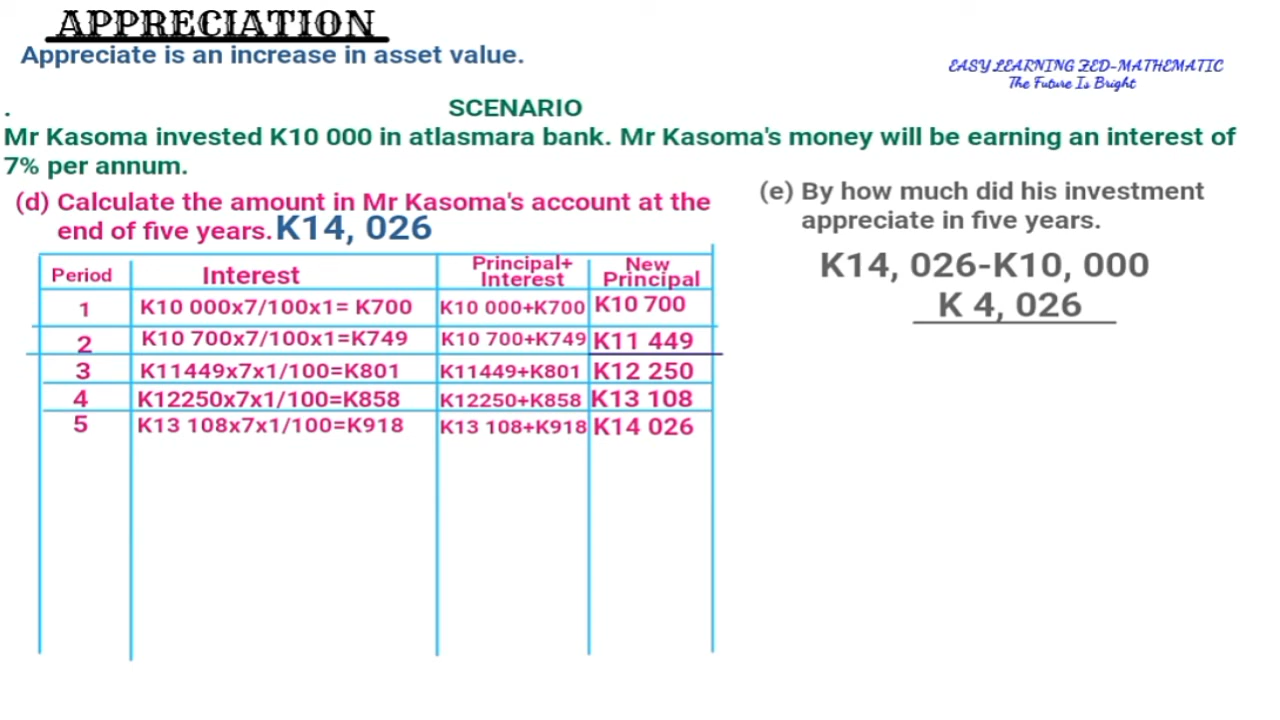 APPRECIATION
Appreciate is an increase in asset value.
EASY LEARNING ZED-MATHEMATIC
The Future Is Bright
.
SCENARIO
Mr Kasoma invested K10 000 in atlasmara bank. Mr Kasoma's money will be earning an interest of
7% per annum.
(d) Calculate the amount in Mr Kasoma's account at the
end of five years. K14, 026
Period Interest Principal+ Interest New Principal
1 K10 000x7/100x1= K700 K10 000+K700 K10 700
2 K10 700x7/100x1=K749 K10 700+K749 K11 449
3 K11449x7x1/100=K801 K11449+K801 K12 250
4 K12250x7x1/100=K858 K12250+K858 K13 108
5 K13 108x7x1/100=K918 K13 108+K918 K14 026
(e) By how much did his investment
appreciate in five years.
K14, 026-K10, 000
K 4, 026